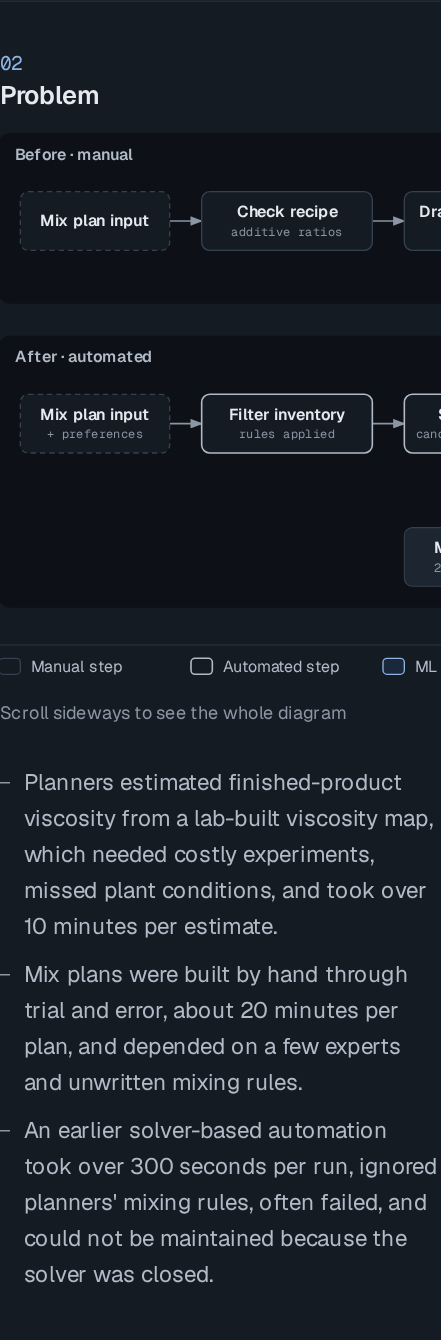 02
Problem
Before · manual
Mix plan input
Check recipe
additive ratios
After · automated
Mix plan input
+ preferences
Filter inventory
rules applied
Manual step
Automated step
ML
Scroll sideways to see the whole diagram
– Planners estimated finished-product
viscosity from a lab-built viscosity map,
which needed costly experiments,
missed plant conditions, and took over
10 minutes per estimate.
– Mix plans were built by hand through
trial and error, about 20 minutes per
plan, and depended on a few experts
and unwritten mixing rules.
– An earlier solver-based automation
took over 300 seconds per run, ignored
planners' mixing rules, often failed, and
could not be maintained because the
solver was closed.